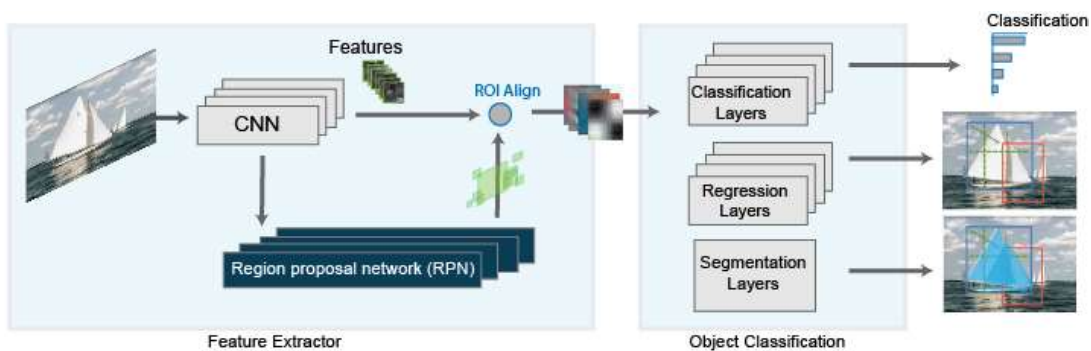 Classification
Features
ROI Align
CNN
Classification
Layers
Regression
Layers
Region proposal network (RPN)
Segmentation
Layers
Feature Extractor
Object Classification